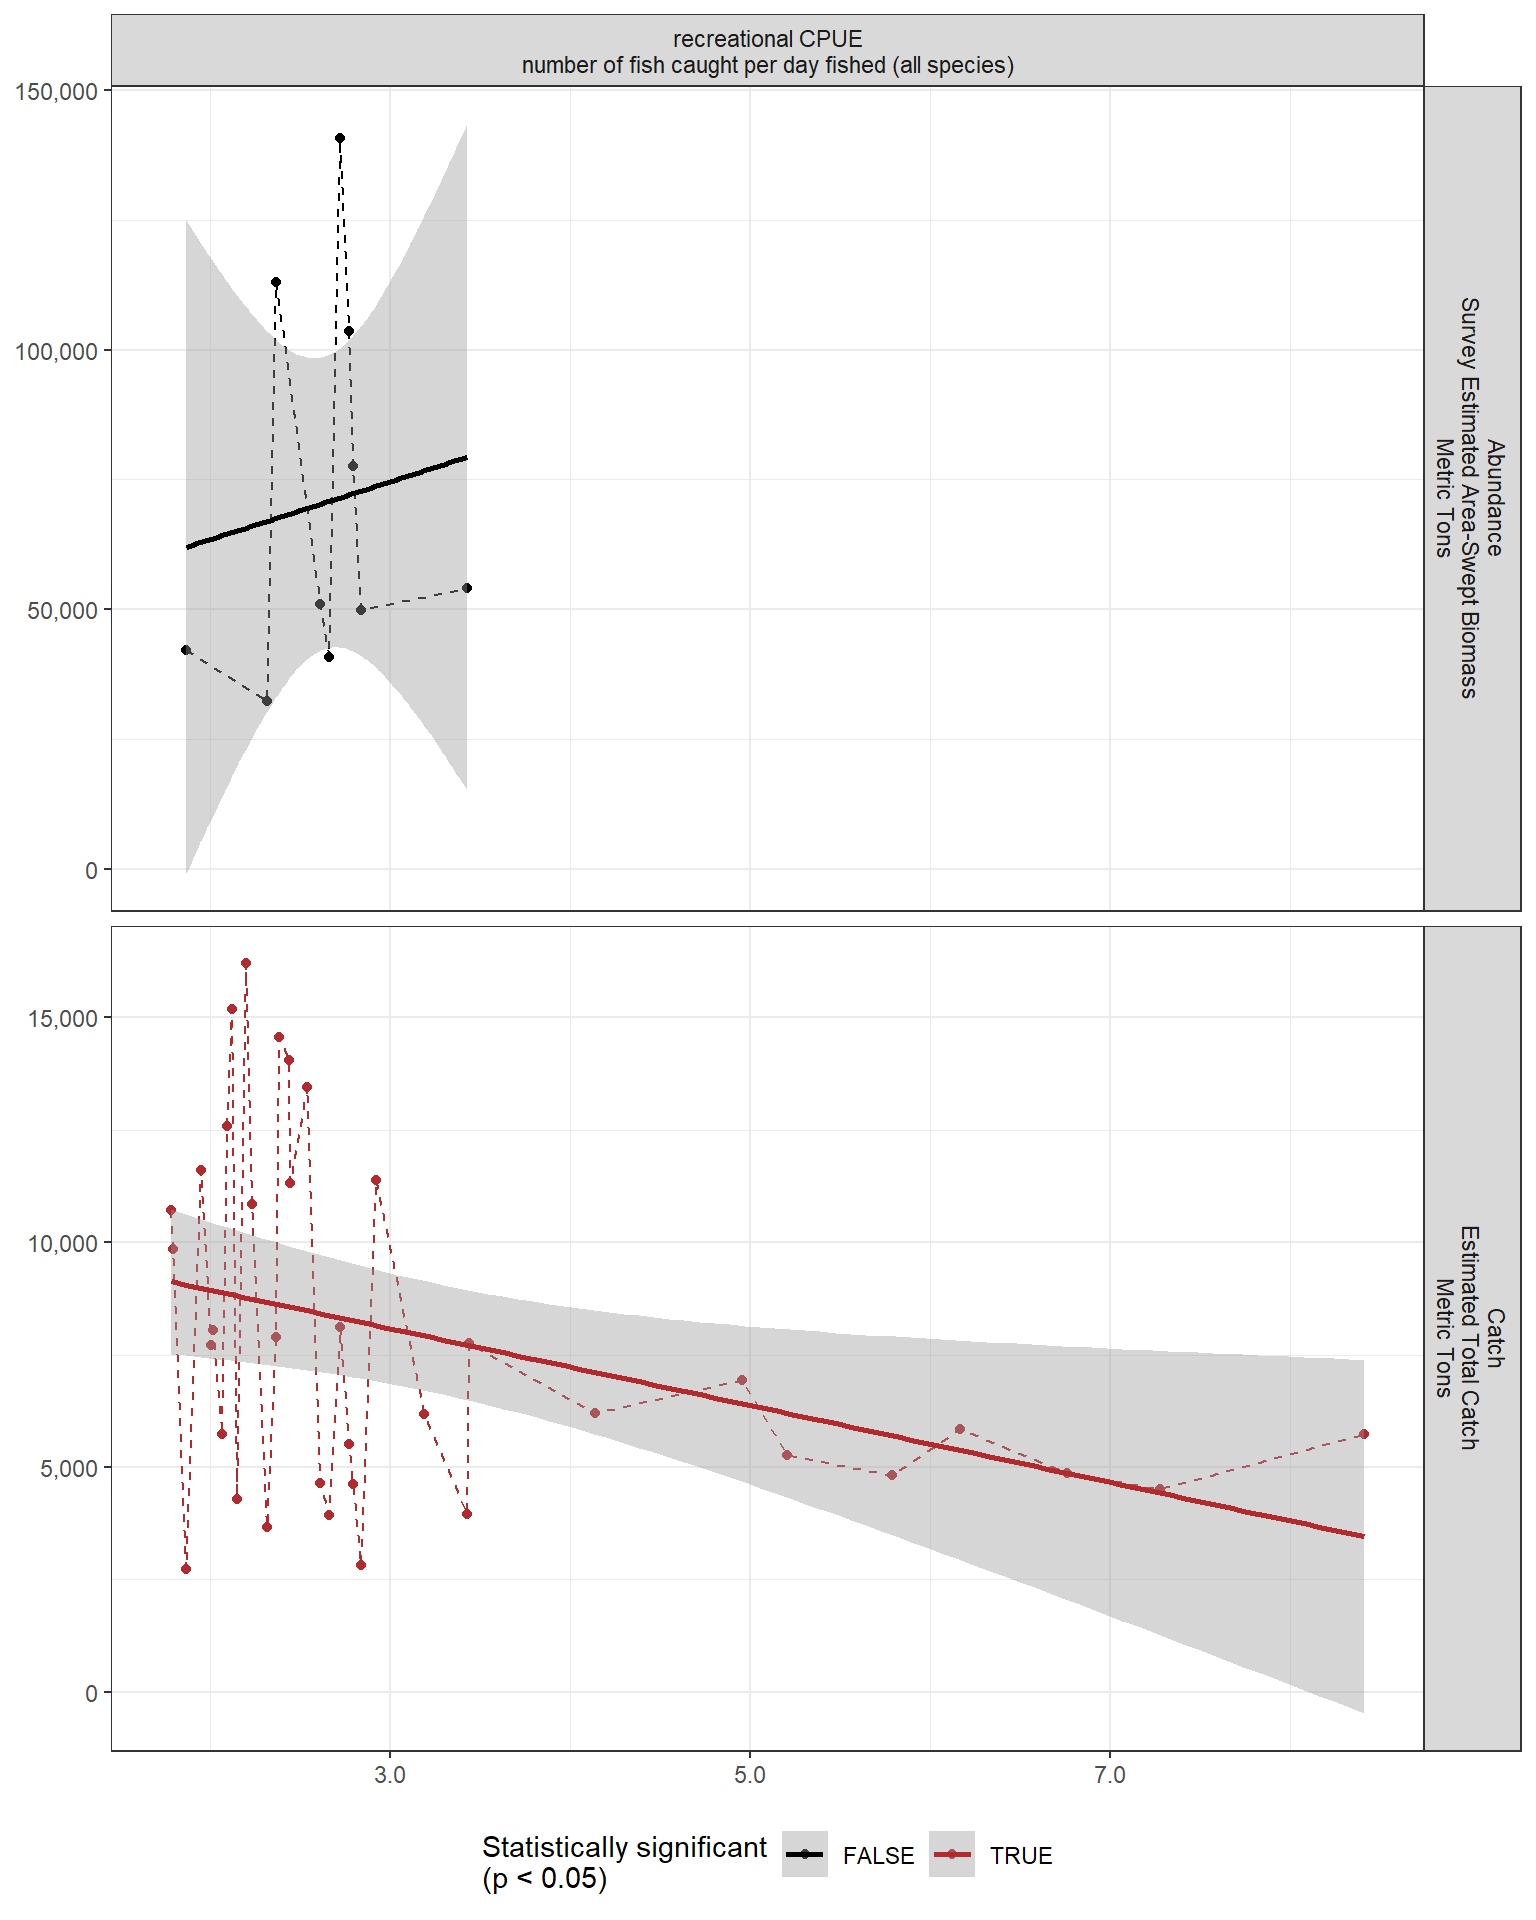 recreational CPUE
number of fish caught per day fished (all species)
150,000
100,000
50,000
0
Abundance
Survey Estimated Area-Swept Biomass
Metric Tons
15,000
10,000
5,000
0
Catch
Estimated Total Catch
Metric Tons
3.0
5.0
7.0
Statistically significant
(p < 0.05)
FALSE
TRUE